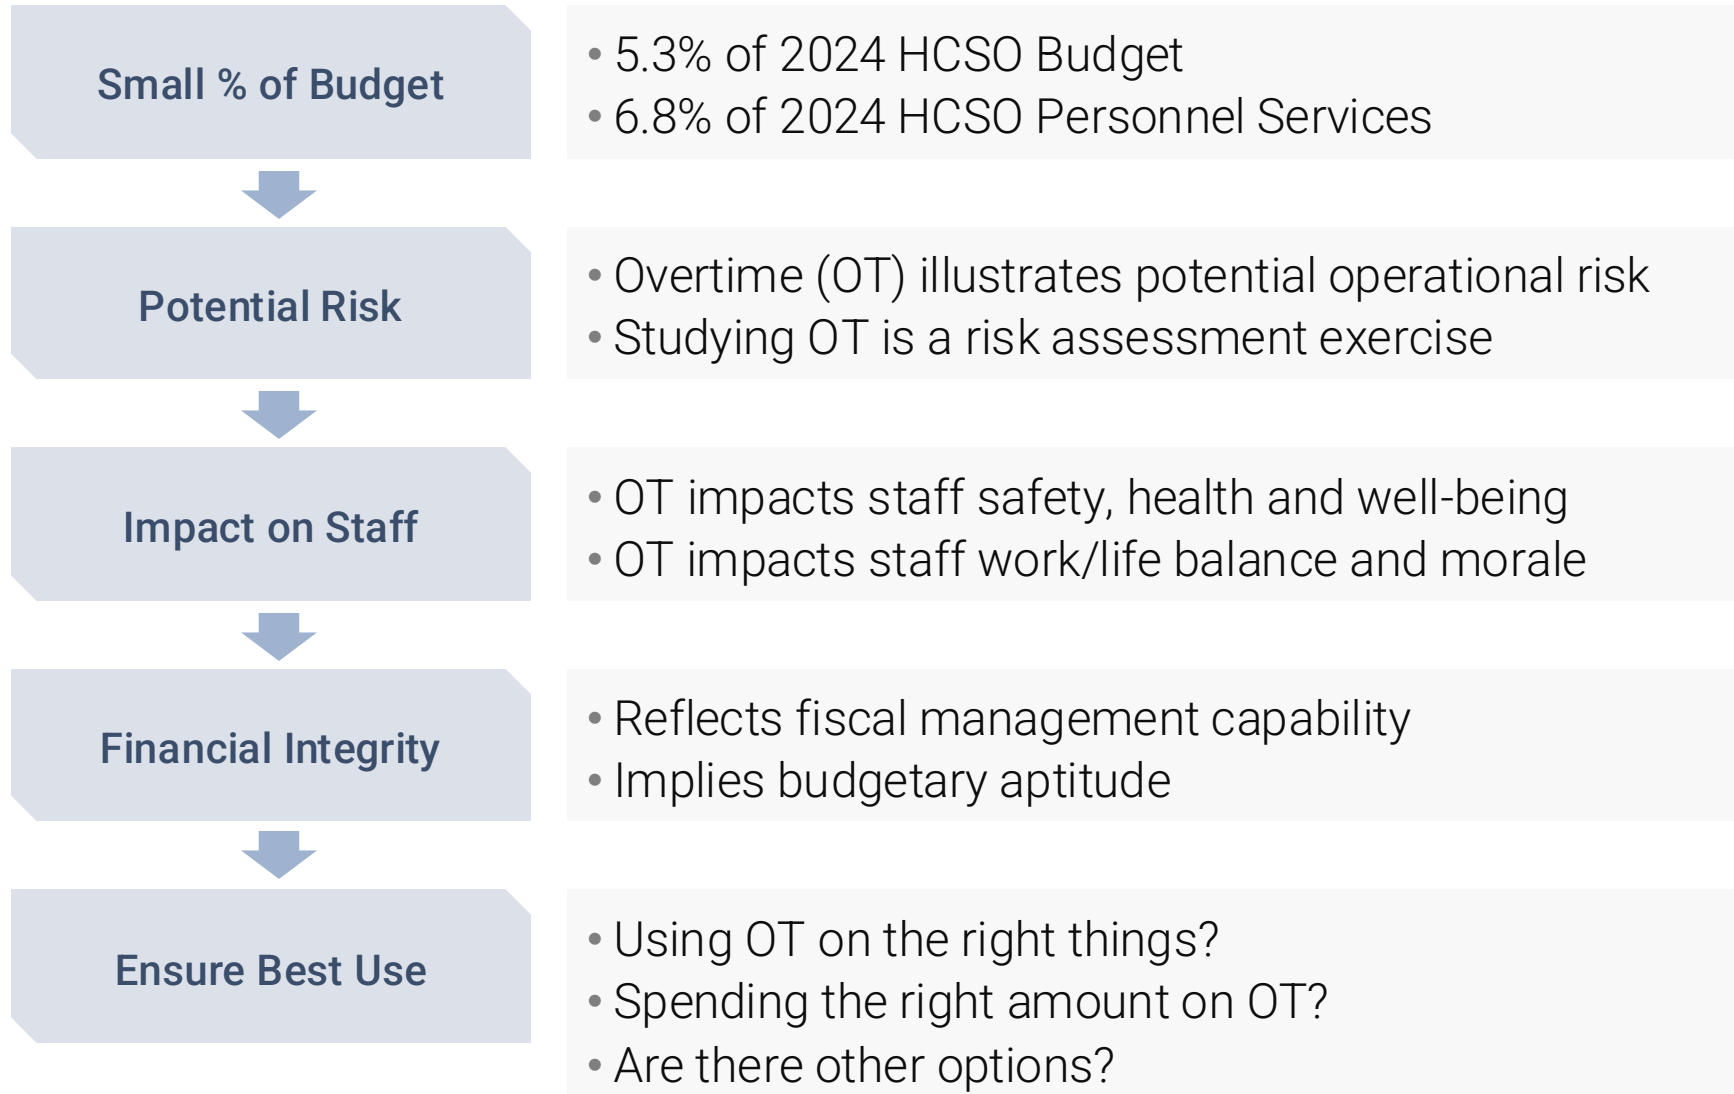 Small % of Budget
• 5.3% of 2024 HCSO Budget
• 6.8% of 2024 HCSO Personnel Services
Potential Risk
• Overtime (OT) illustrates potential operational risk
• Studying OT is a risk assessment exercise
Impact on Staff
• OT impacts staff safety, health and well-being
• OT impacts staff work/life balance and morale
Financial Integrity
• Reflects fiscal management capability
• Implies budgetary aptitude
Ensure Best Use
• Using OT on the right things?
• Spending the right amount on OT?
• Are there other options?